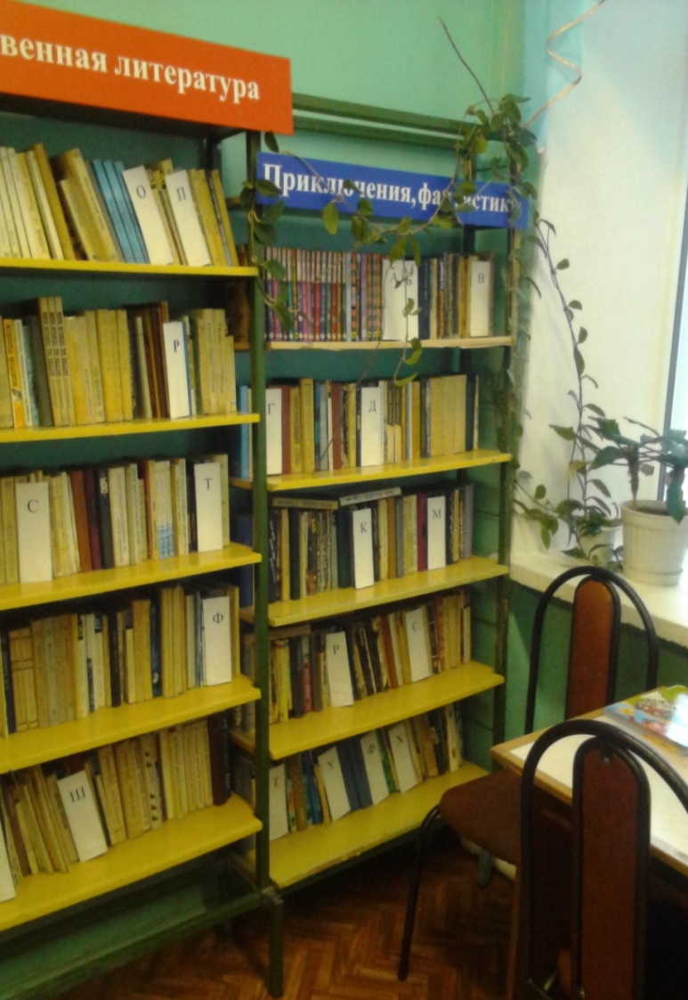 венная литература
Приключения, фантастика
О П
А Б В
Р
Г Д
С Т
К М
Ф
Р С
Ш
Т У Ф Х